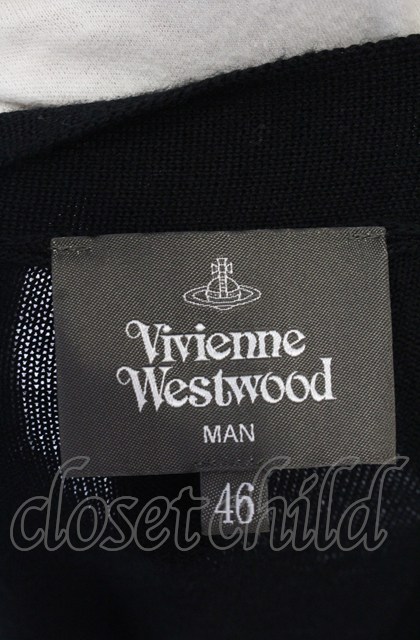 Vivienne
Westwood
MAN
46
closet child